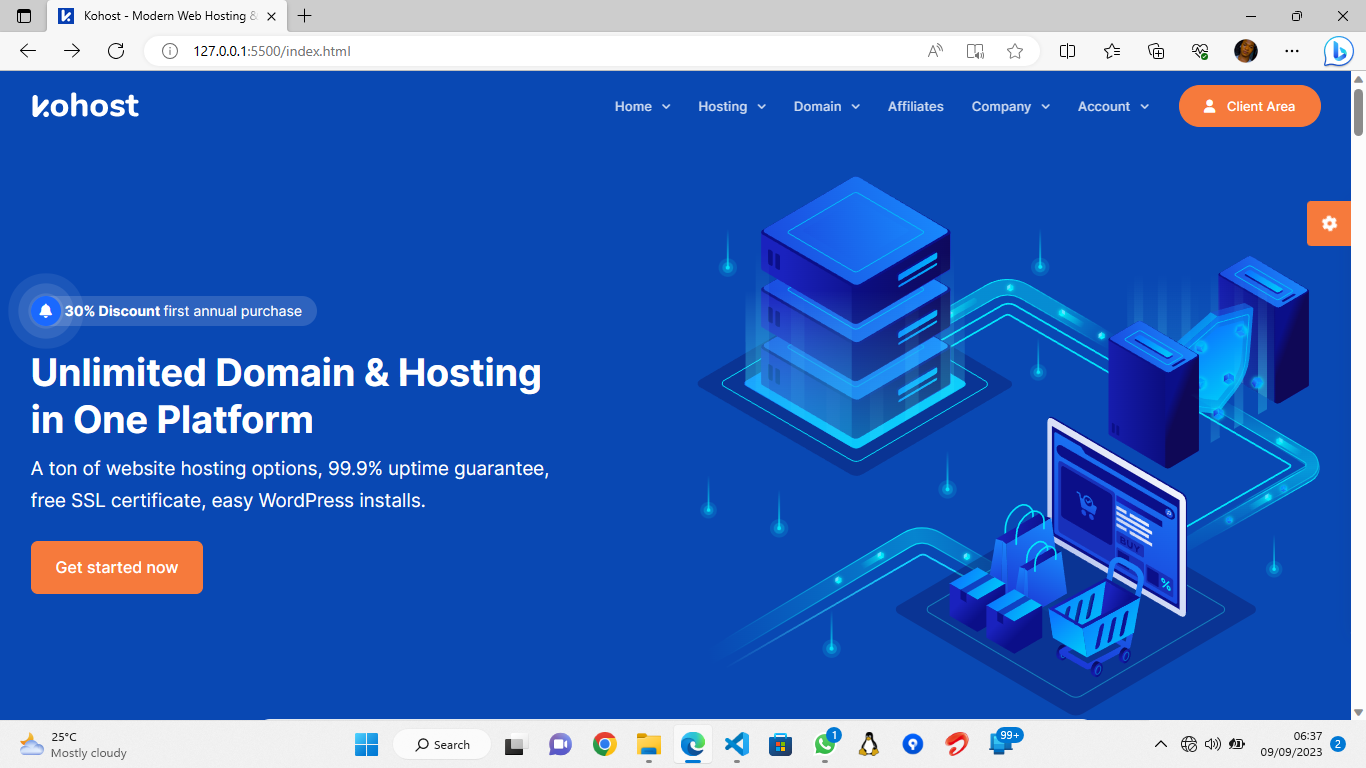 Kohost - Modern Web Hosting &
127.0.0.1:5500/index.html
kohost
Home
Hosting
Domain
Affiliates
Company
Account
Client Area
30% Discount first annual purchase
Unlimited Domain & Hosting
in One Platform
A ton of website hosting options, 99.9% uptime guarantee,
free SSL certificate, easy WordPress installs.
Get started now
BUY
%
25°C
Mostly cloudy
Search
1
99+
06:37
09/09/2023
2